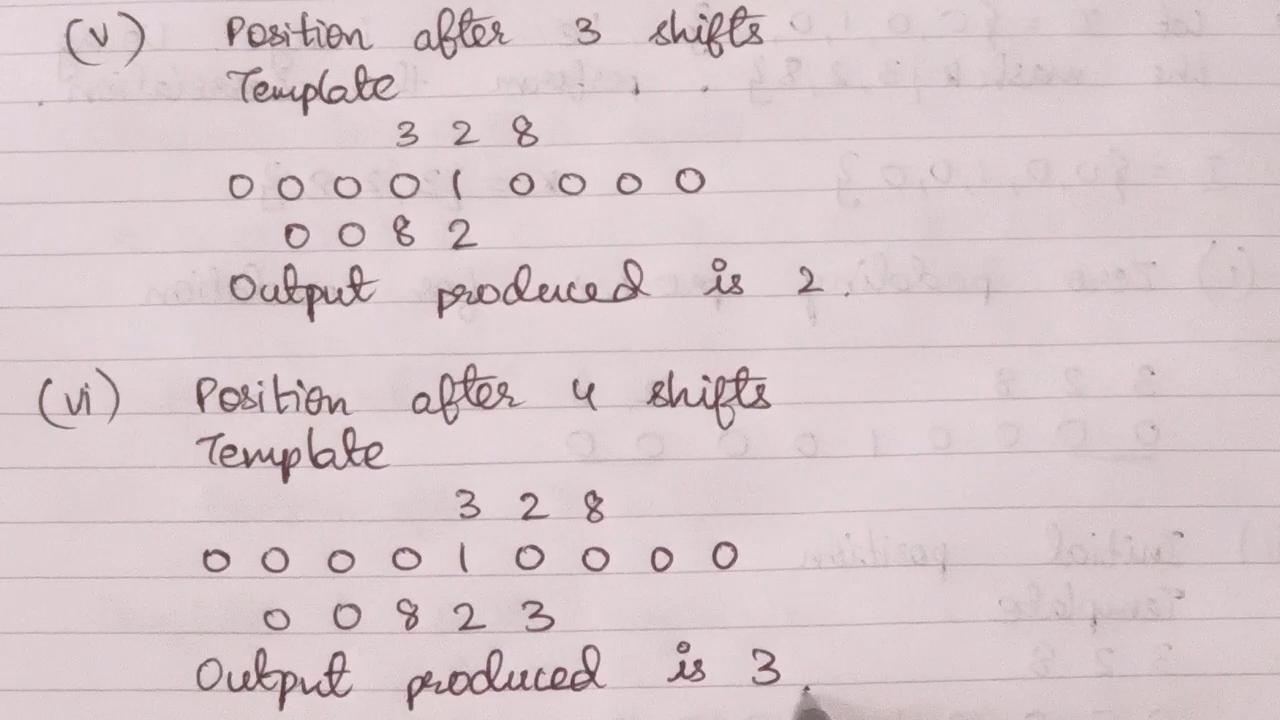 (v) Position after 3 shifts
Template
3 2 8
0 0 0 0 1 0 0 0 0
0 0 8 2
Output produced is 2.
(vi) Position after 4 shifts
Template
3 2 8
0 0 0 0 1 0 0 0 0
0 0 8 2 3
Output produced is 3.